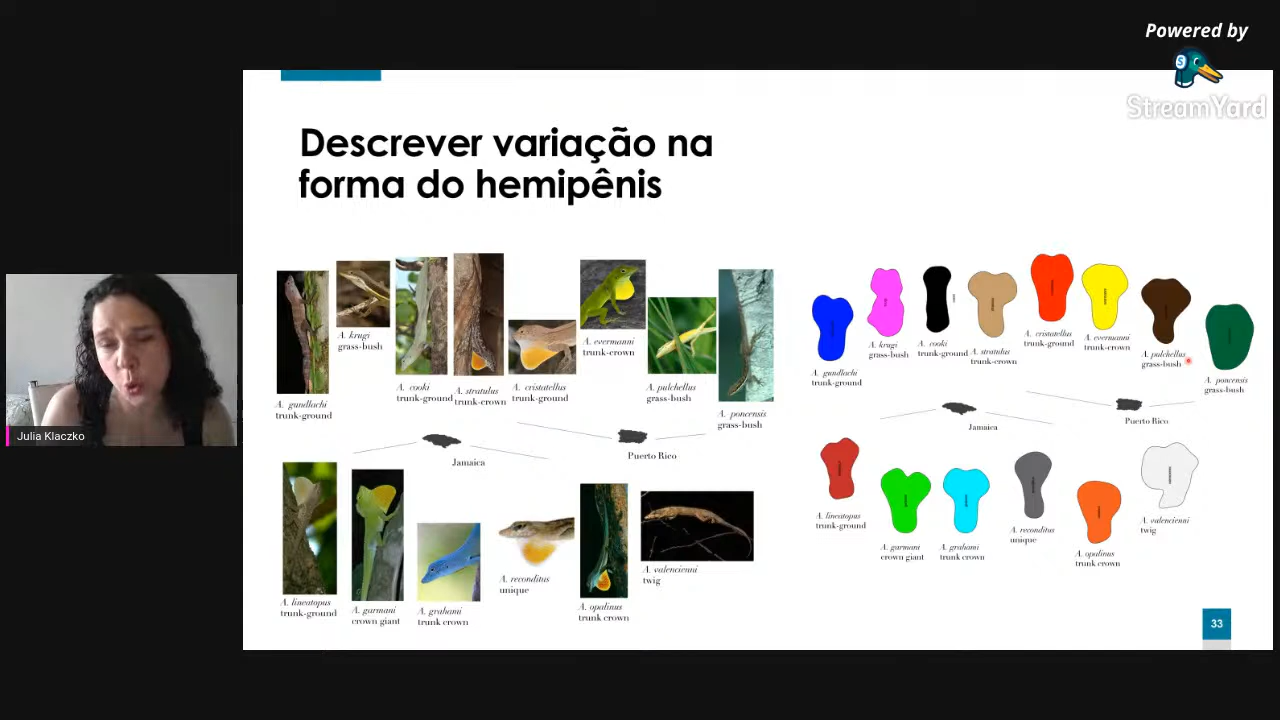 Powered by
StreamYard
Descrever variação na
forma do hemipênis
A. gundlachi
trunk-ground
A. krugi
grass-bush
A. cooki
trunk-ground
A. stratulus
trunk-crown
A. cristatellus
trunk-ground
A. evermanni
trunk-crown
A. pulchellus
grass-bush
A. poncensis
grass-bush
Jamaica
Puerto Rico
A. lineatopus
trunk-ground
A. garmani
crown giant
A. grahami
trunk crown
A. reconditus
unique
A. opalinus
trunk crown
A. valencienni
twig
A. gundlachi
trunk-ground
A. krugi
grass-bush
A. cooki
trunk-ground
A. stratulus
trunk-crown
A. cristatellus
trunk-ground
A. evermanni
trunk-crown
A. pulchellus
grass-bush
A. poncensis
grass-bush
Jamaica
Puerto Rico
A. lineatopus
trunk-ground
A. garmani
crown giant
A. grahami
trunk crown
A. reconditus
unique
A. opalinus
trunk crown
A. valencienni
twig
Julia Klaczko
33